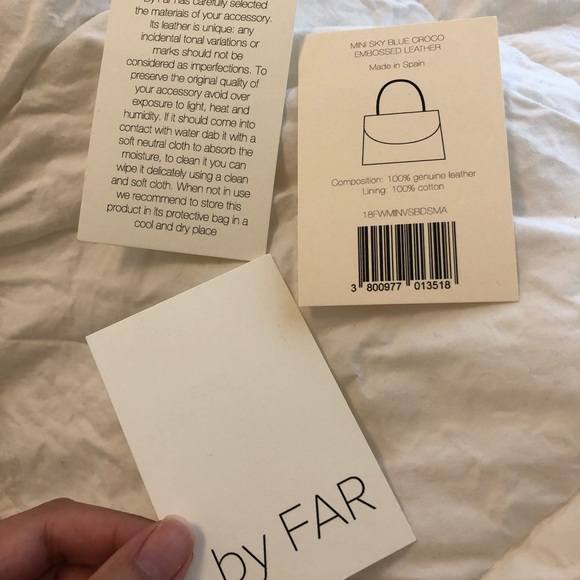 By Far has carefully selected
the materials of your accessory.
Its leather is unique: any
incidental tonal variations or
marks should not be
considered as imperfections. To
preserve the original quality of
your accessory avoid over
exposure to light, heat and
humidity. If it should come into
contact with water dab it with a
soft neutral cloth to absorb the
moisture, to clean it you can
wipe it delicately using a clean
and soft cloth. When not in use
we recommend to store this
product in its protective bag in a
cool and dry place
MINI SKY BLUE CROCO
EMBOSSED LEATHER
Made in Spain
Composition: 100% genuine leather
Lining: 100% cotton
18FWMINVSBDSMA
3 800977 013518
by FAR